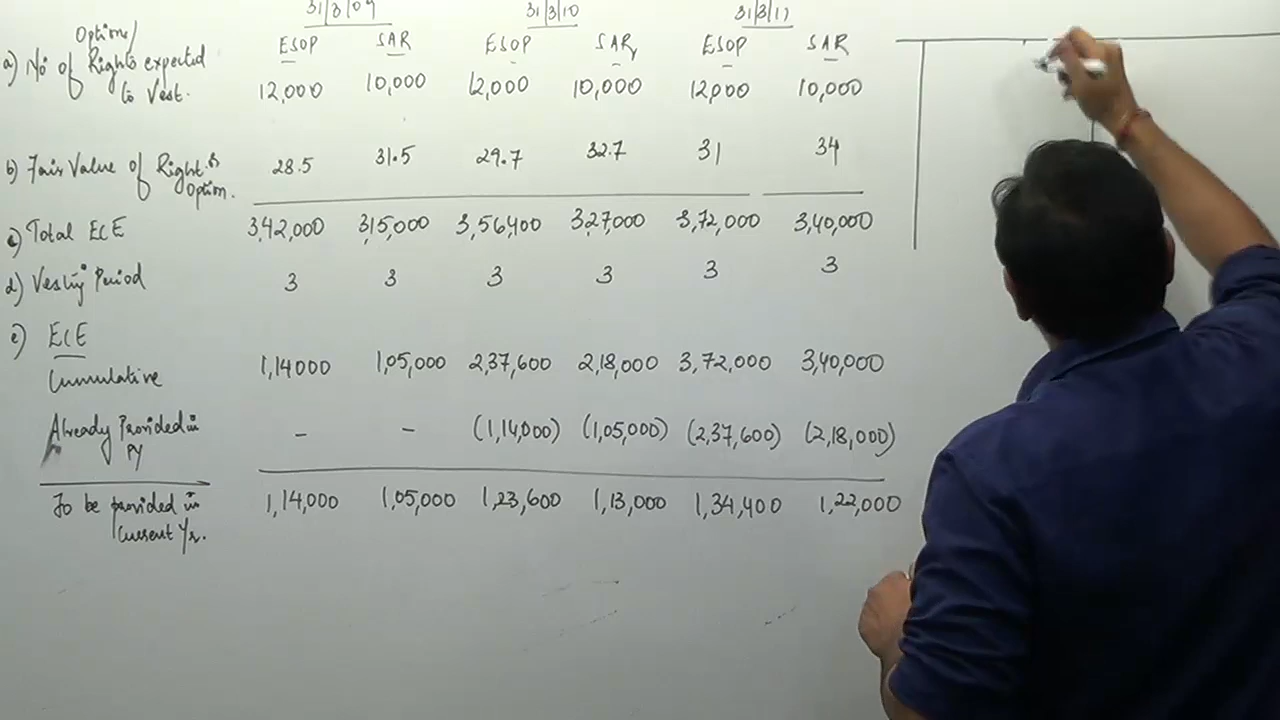 31/3/09 31/3/10 31/3/11
Options/ ESOP SAR ESOP SAR ESOP SAR
a) No of Rights expected
to Vest. 12,000 10,000 12,000 10,000 12,000 10,000
b) Fair Value of Right &
Option. 28.5 31.5 29.7 32.7 31 34
c) Total ECE 3,42,000 3,15,000 3,56,400 3,27,000 3,72,000 3,40,000
d) Vesting Period 3 3 3 3 3 3
e) ECE
Cumulative 1,14000 1,05,000 2,37,600 2,18,000 3,72,000 3,40,000
Already Provided in
PY - - (1,14,000) (1,05,000) (2,37,600) (2,18,000)
To be provided in 1,14,000 1,05,000 1,23,600 1,13,000 1,34,400 1,22,000
Current Yr.